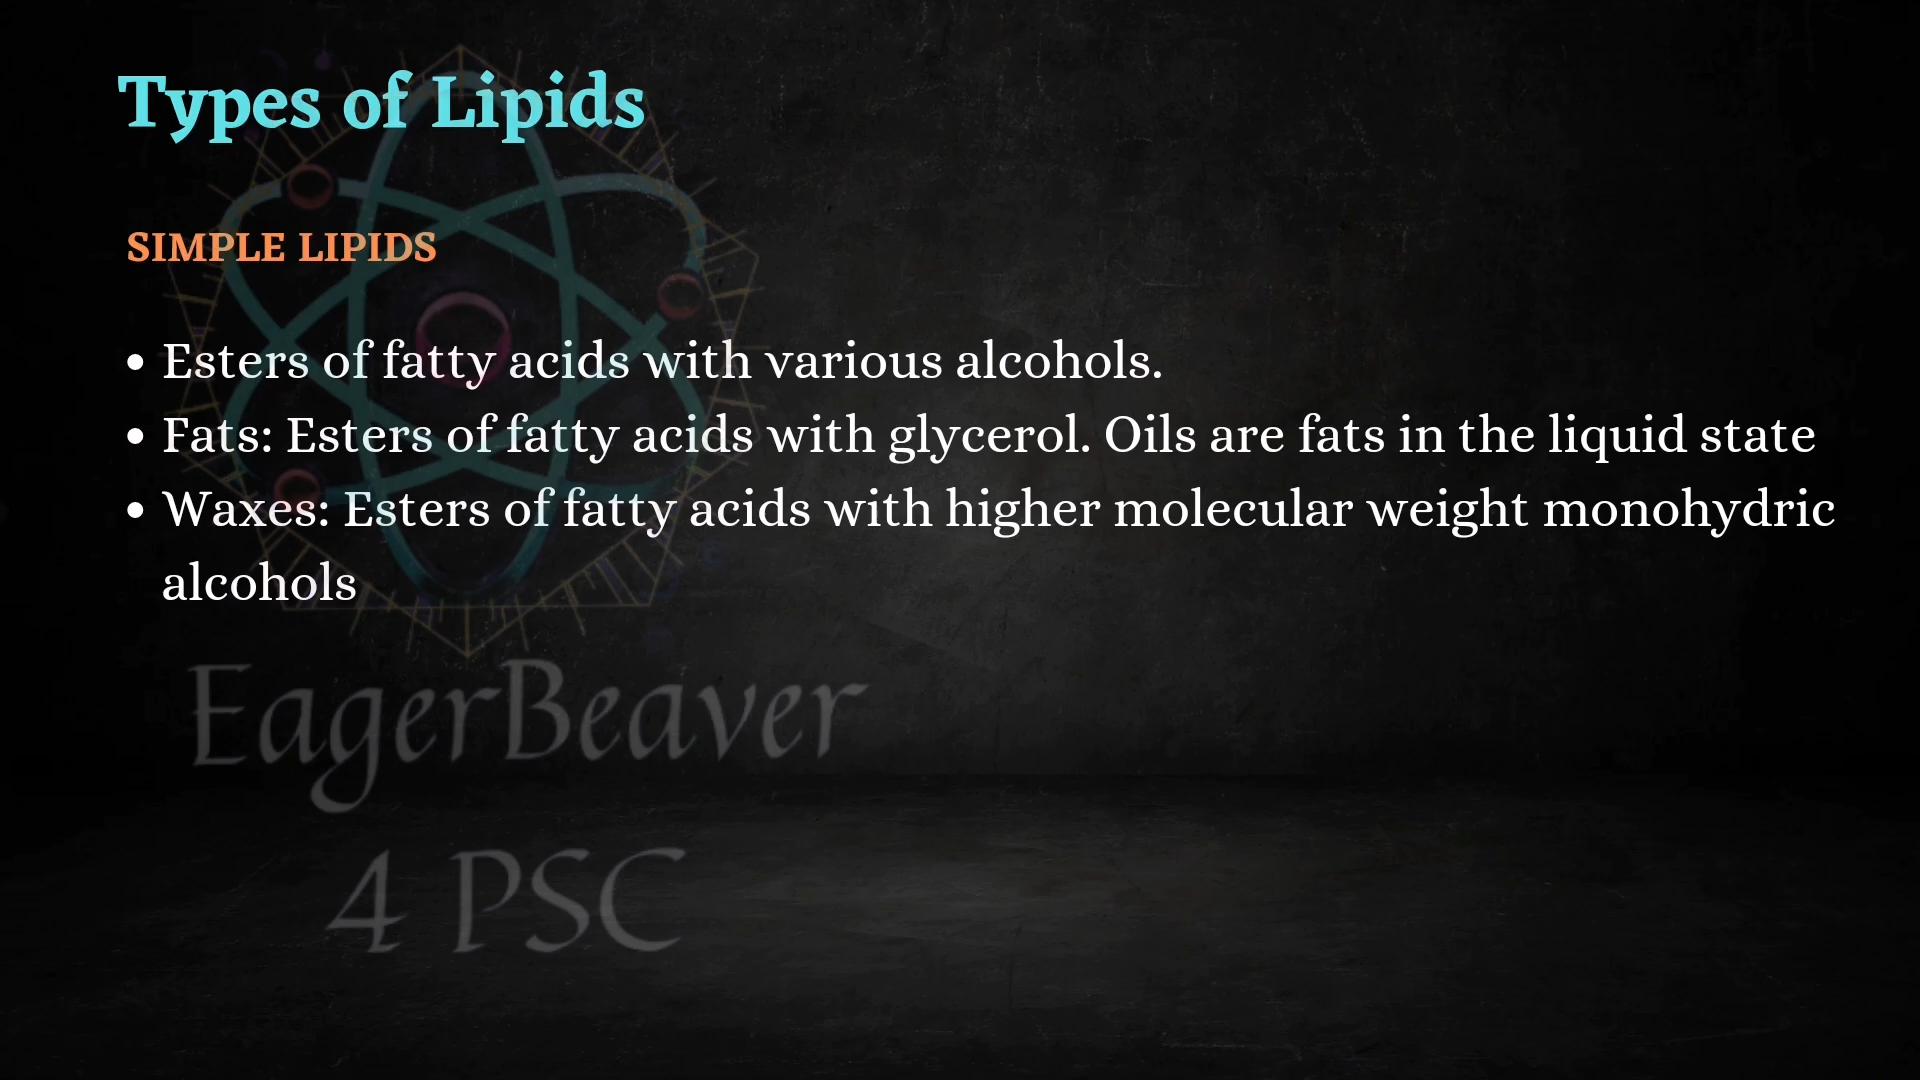 Types of Lipids
SIMPLE LIPIDS
• Esters of fatty acids with various alcohols.
• Fats: Esters of fatty acids with glycerol. Oils are fats in the liquid state
• Waxes: Esters of fatty acids with higher molecular weight monohydric
alcohols
EagerBeaver
4 PSC